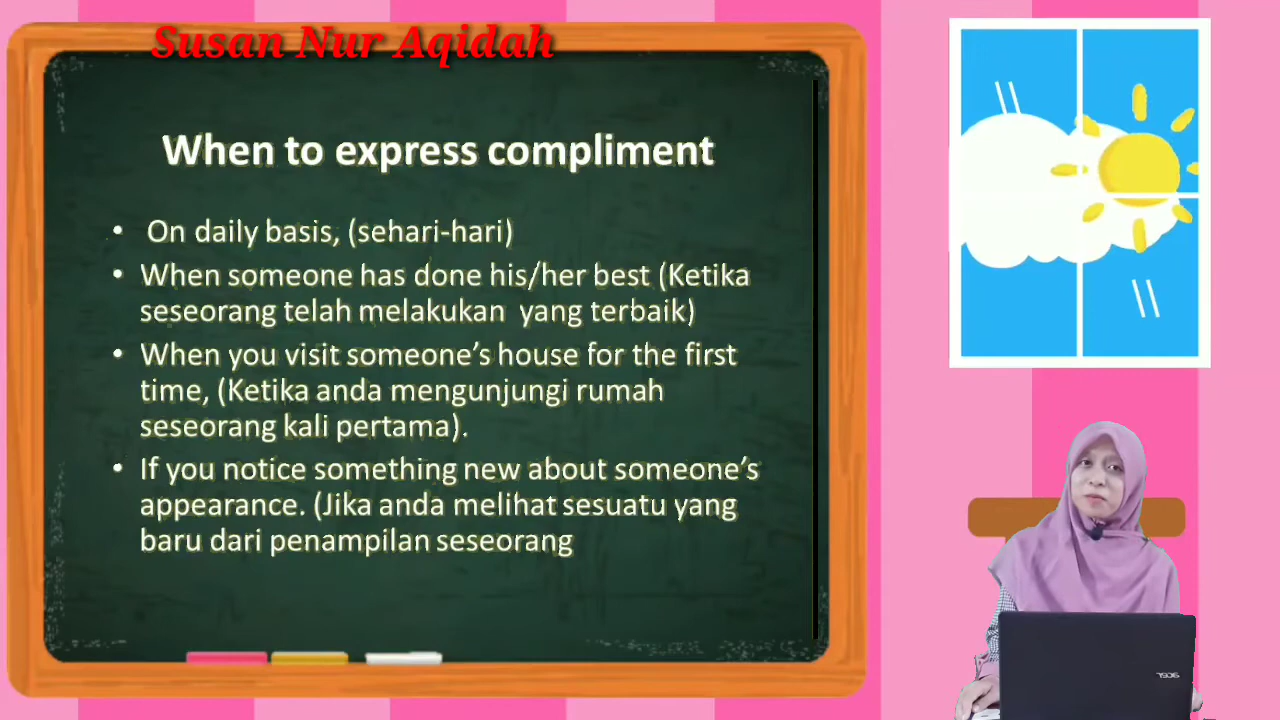 Susan Nur Aqidah
When to express compliment
• On daily basis, (sehari-hari)
• When someone has done his/her best (Ketika
seseorang telah melakukan yang terbaik)
• When you visit someone’s house for the first
time, (Ketika anda mengunjungi rumah
seseorang kali pertama).
• If you notice something new about someone’s
appearance. (Jika anda melihat sesuatu yang
baru dari penampilan seseorang
acer